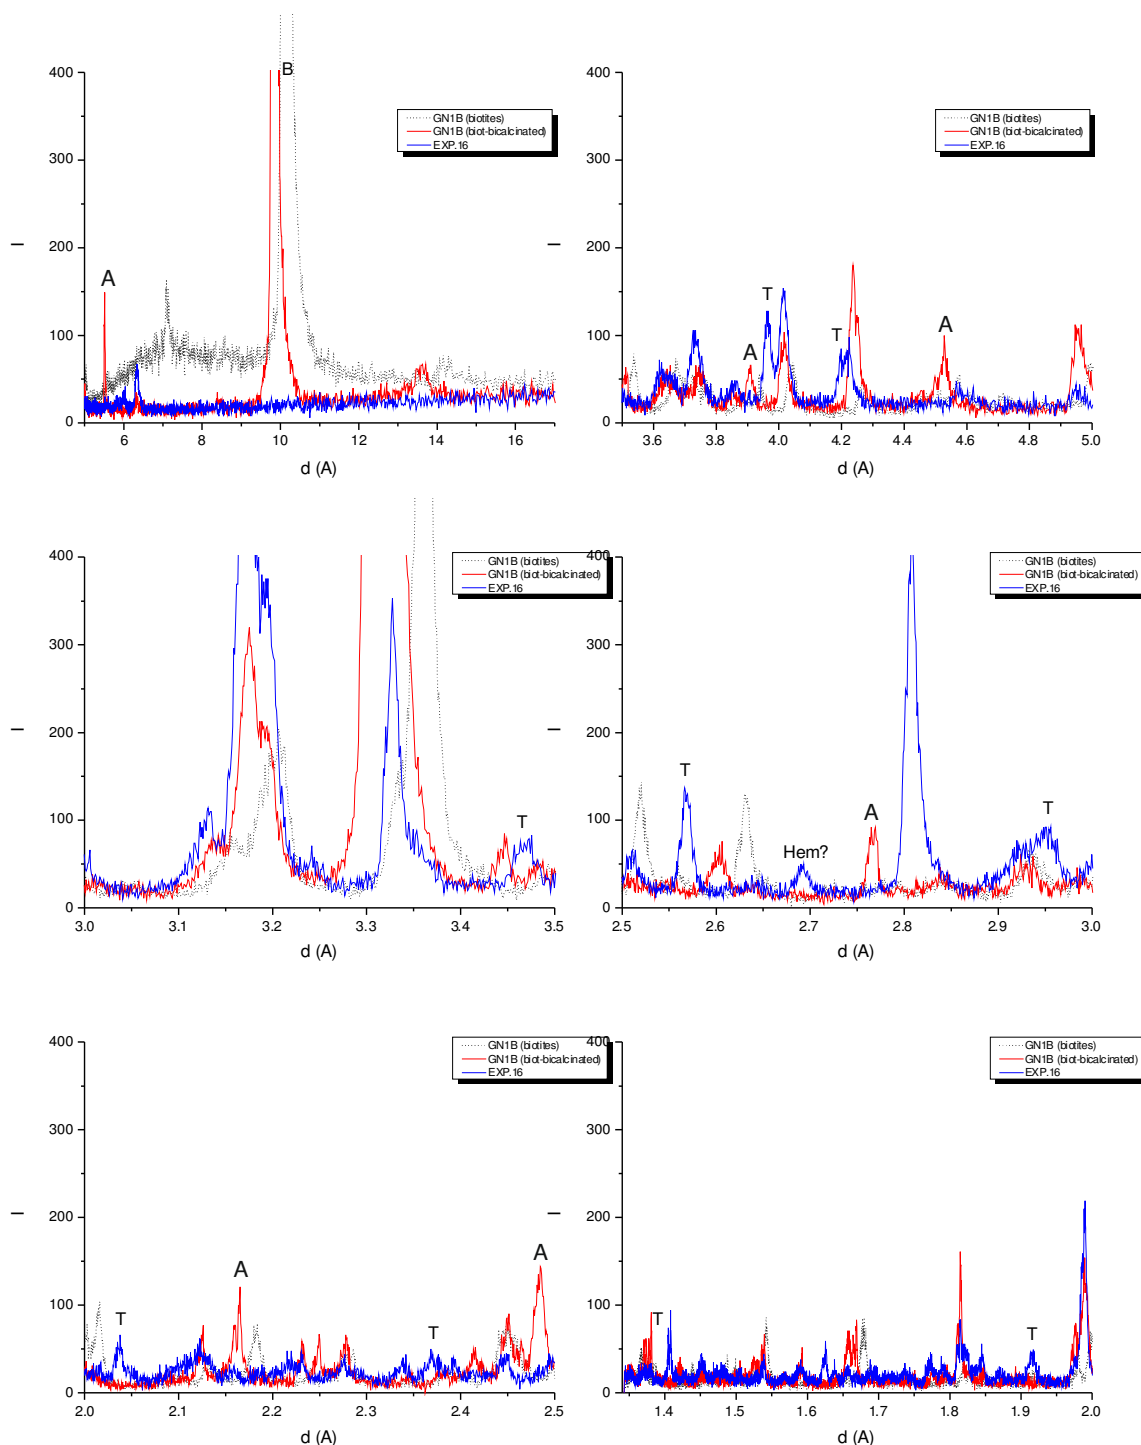 400
300
200
100
0
6
8
10
12
14
16
d (A)
I
A
B
GN1B (biotites)
GN1B (biot-bicalcinated)
EXP.16
400
300
200
100
0
3.6
3.8
4.0
4.2
4.4
4.6
4.8
5.0
d (A)
I
A
T
T
A
GN1B (biotites)
GN1B (biot-bicalcinated)
EXP.16
400
300
200
100
0
3.0
3.1
3.2
3.3
3.4
3.5
d (A)
I
T
GN1B (biotites)
GN1B (biot-bicalcinated)
EXP.16
400
300
200
100
0
2.5
2.6
2.7
2.8
2.9
3.0
d (A)
I
T
Hem?
A
T
GN1B (biotites)
GN1B (biot-bicalcinated)
EXP.16
400
300
200
100
0
2.0
2.1
2.2
2.3
2.4
2.5
d (A)
I
T
A
T
A
GN1B (biotites)
GN1B (biot-bicalcinated)
EXP.16
400
300
200
100
0
1.4
1.5
1.6
1.7
1.8
1.9
2.0
d (A)
I
T
T
GN1B (biotites)
GN1B (biot-bicalcinated)
EXP.16